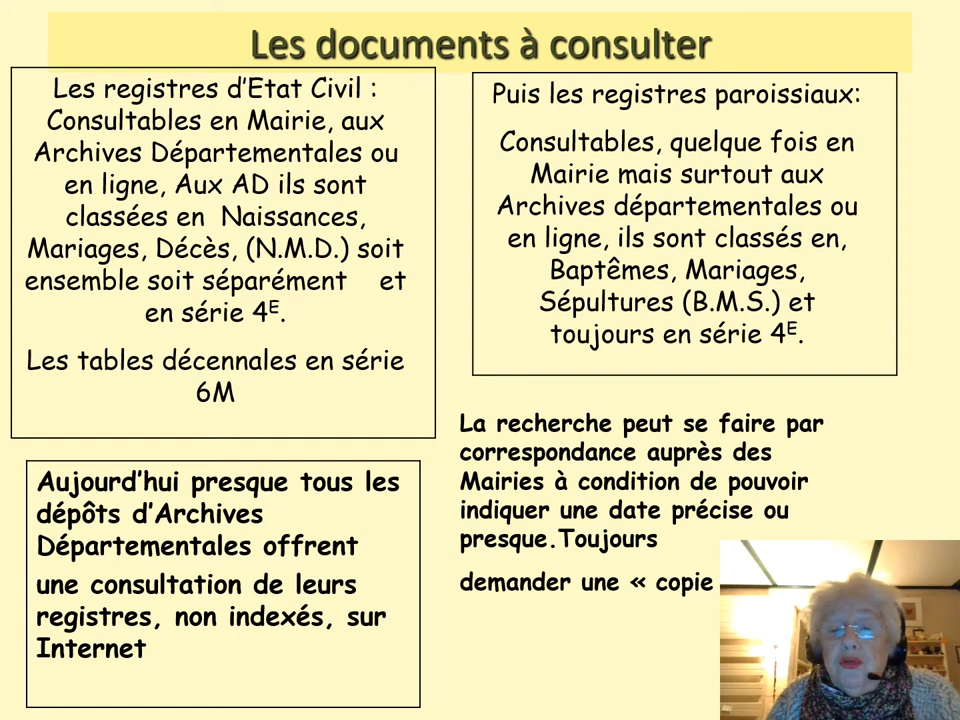 Les documents à consulter
Les registres d'Etat Civil :
Consultables en Mairie, aux
Archives Départementales ou
en ligne, Aux AD ils sont
classées en Naissances,
Mariages, Décès, (N.M.D.) soit
ensemble soit séparément et
en série 4E.
Les tables décennales en série
6M
Puis les registres paroissiaux:
Consultables, quelque fois en
Mairie mais surtout aux
Archives départementales ou
en ligne, ils sont classés en,
Baptêmes, Mariages,
Sépultures (B.M.S.) et
toujours en série 4E.
Aujourd'hui presque tous les
dépôts d'Archives
Départementales offrent
une consultation de leurs
registres, non indexés, sur
Internet
La recherche peut se faire par
correspondance auprès des
Mairies à condition de pouvoir
indiquer une date précise ou
presque.Toujours
demander une « copie